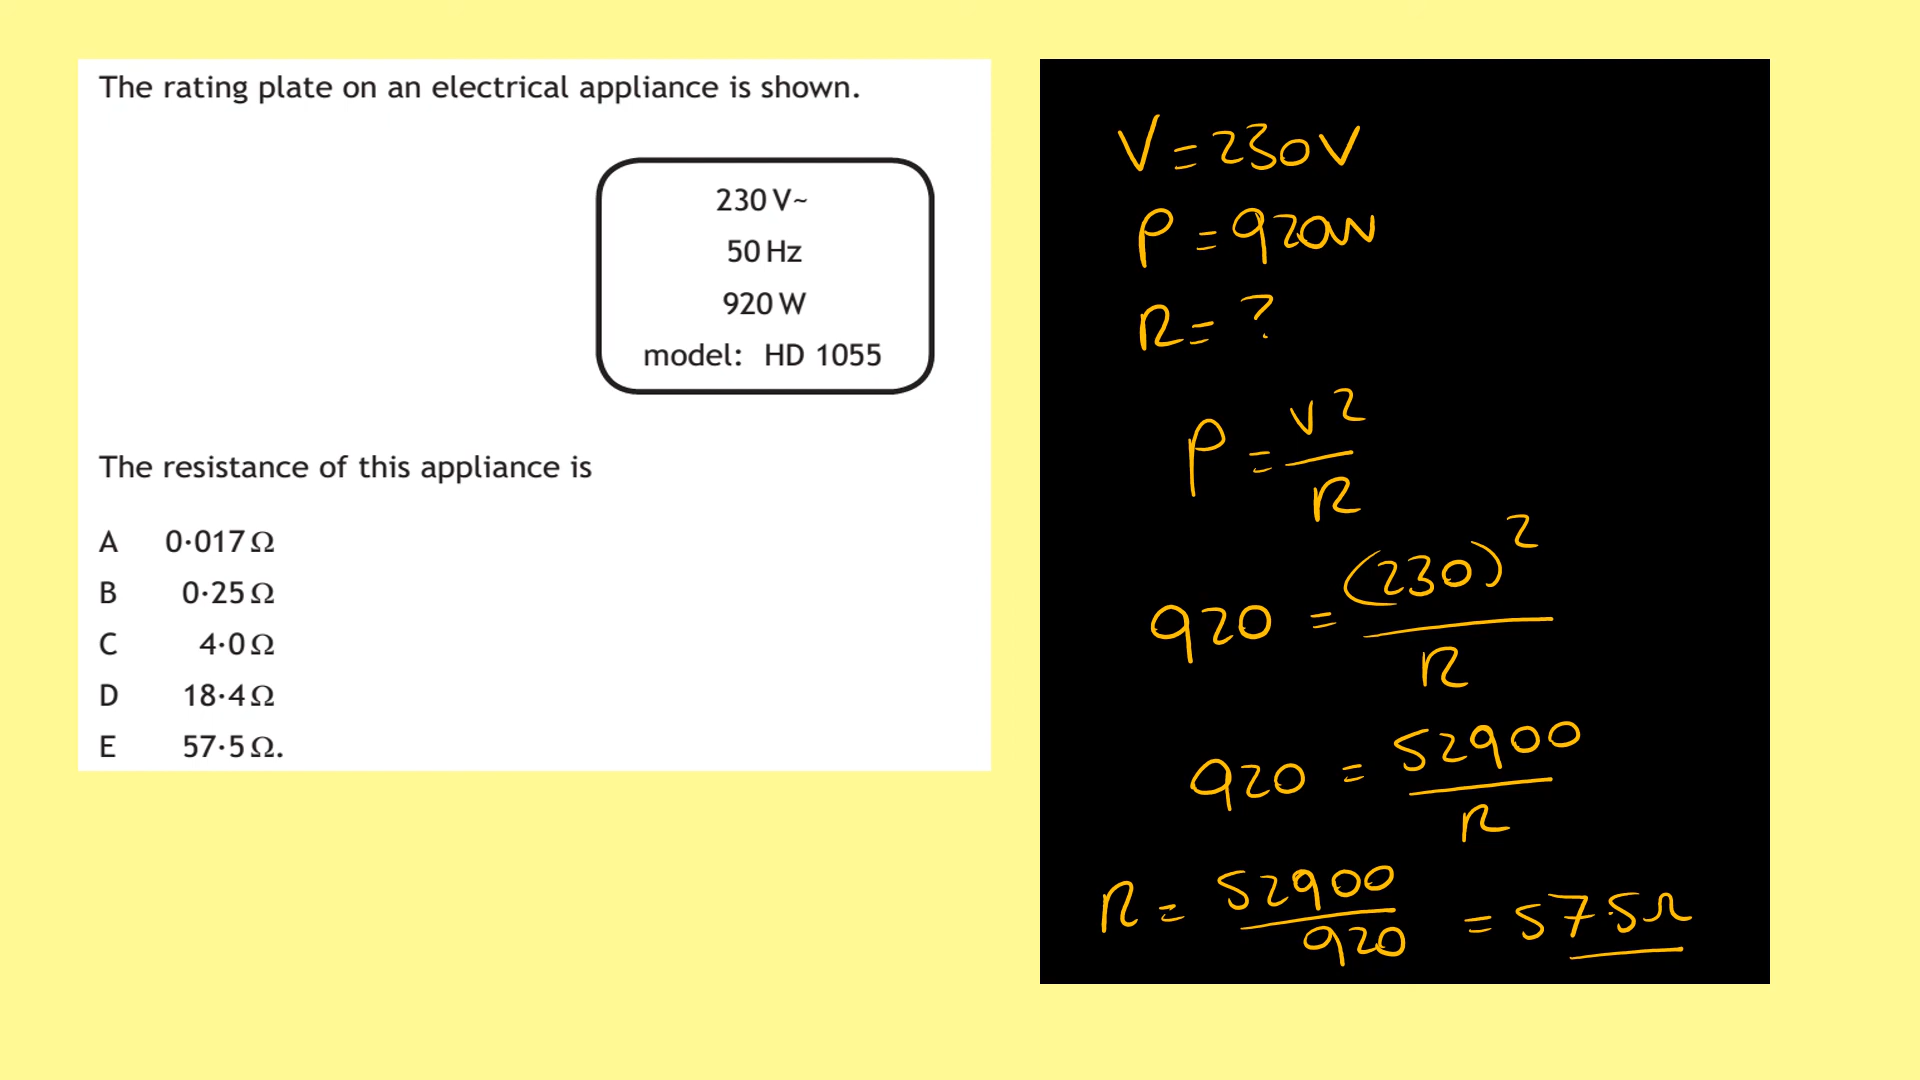 The rating plate on an electrical appliance is shown.
230 V~
50 Hz
920 W
model: HD 1055
The resistance of this appliance is
A 0·017 Ω
B 0·25 Ω
C 4·0 Ω
D 18·4 Ω
E 57·5 Ω.
V = 230V
P = 920W
R = ?
P = V²/R
920 = (230)²/R
920 = 52900/R
R = 52900/920 = 57.5Ω